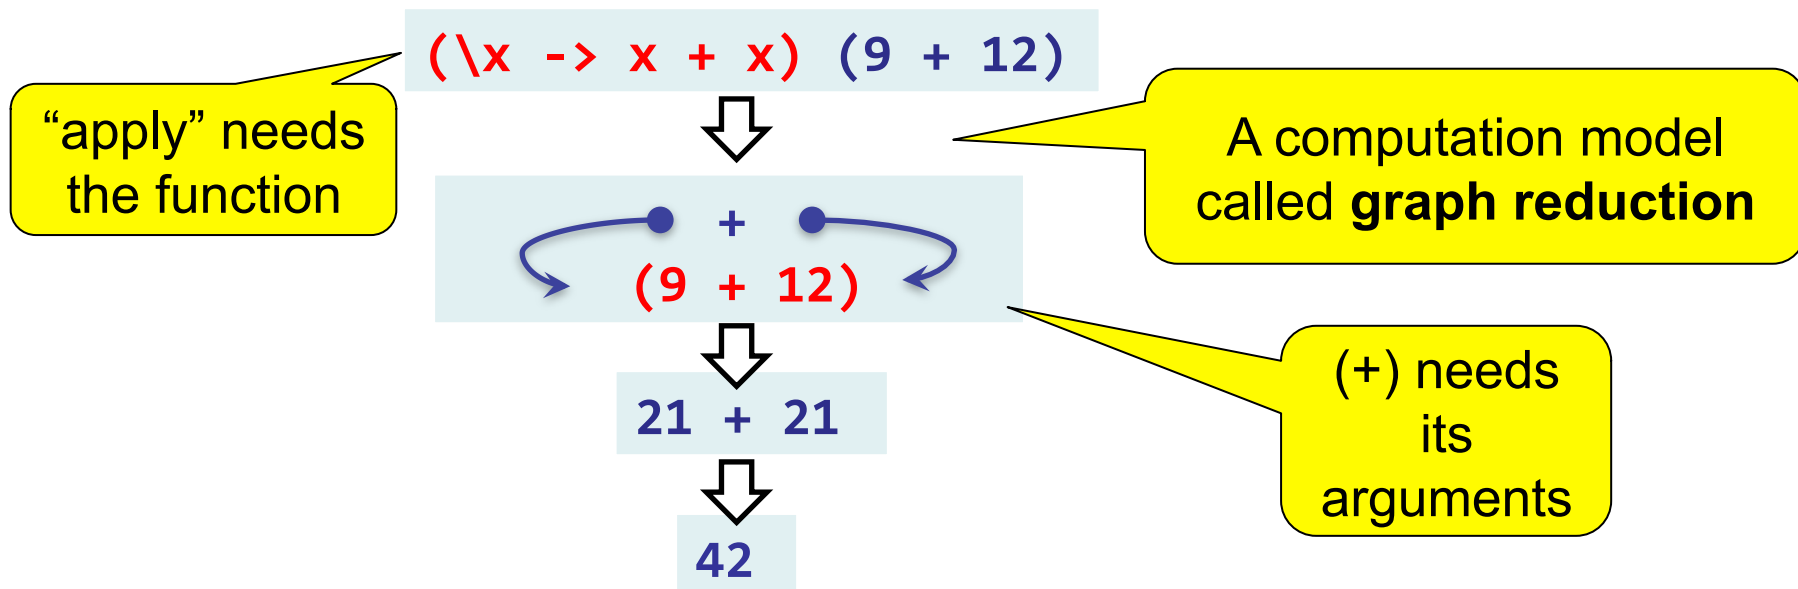 (\x -> x + x) (9 + 12)
“apply” needs
the function
A computation model
called graph reduction
+
(9 + 12)
(+) needs
its
arguments
21 + 21
42